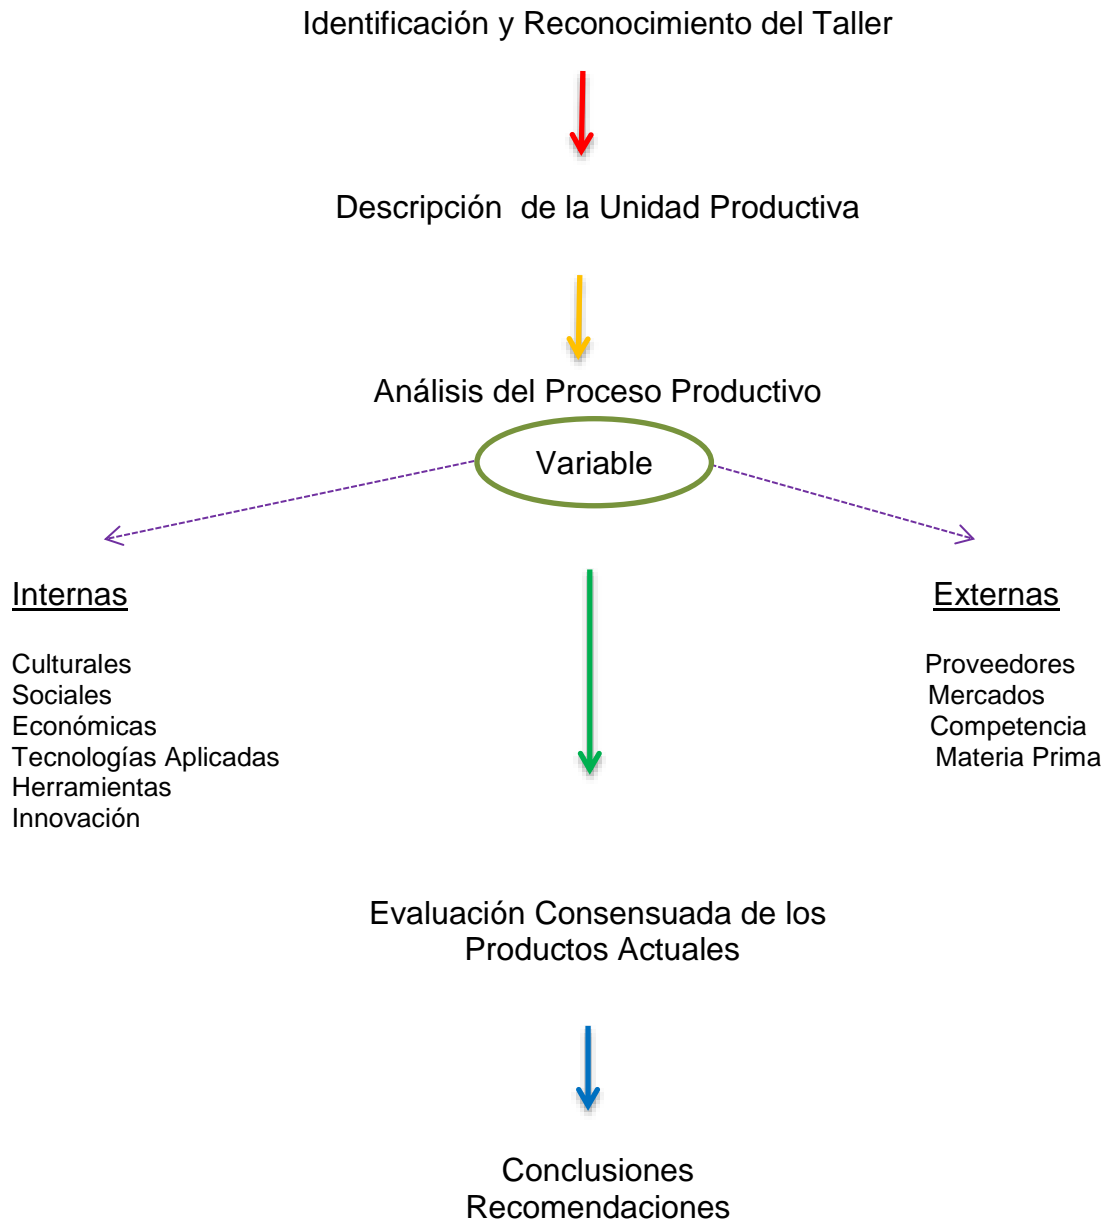 Identificación y Reconocimiento del Taller
Descripción  de la Unidad Productiva
Análisis del Proceso Productivo
Variable
Internas
Culturales
Sociales
Económicas
Tecnologías Aplicadas
Herramientas
Innovación
Externas
Proveedores
Mercados
Competencia
Materia Prima
Evaluación Consensuada de los
Productos Actuales
Conclusiones
Recomendaciones